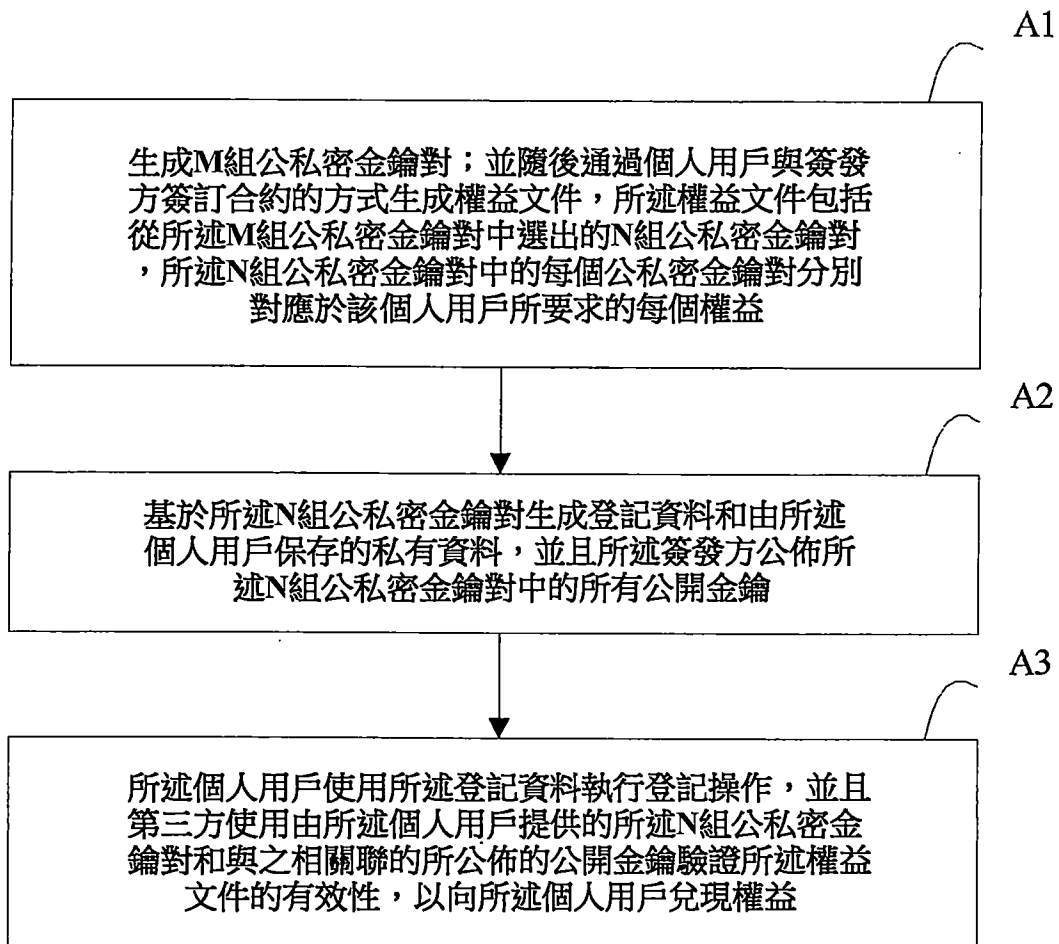 A1
生成M組公私密金鑰對；並隨後通過個人用戶與簽發
方簽訂合約的方式生成權益文件，所述權益文件包括
從所述M組公私密金鑰對中選出的N組公私密金鑰對
，所述N組公私密金鑰對中的每個公私密金鑰對分別
對應於該個人用戶所要求的每個權益
A2
基於所述N組公私密金鑰對生成登記資料和由所述
個人用戶保存的私有資料，並且所述簽發方公佈所
述N組公私密金鑰對中的所有公開金鑰
A3
所述個人用戶使用所述登記資料執行登記操作，並且
第三方使用由所述個人用戶提供的所述N組公私密金
鑰對和與之相關聯的所公佈的公開金鑰驗證所述權益
文件的有效性，以向所述個人用戶兌現權益